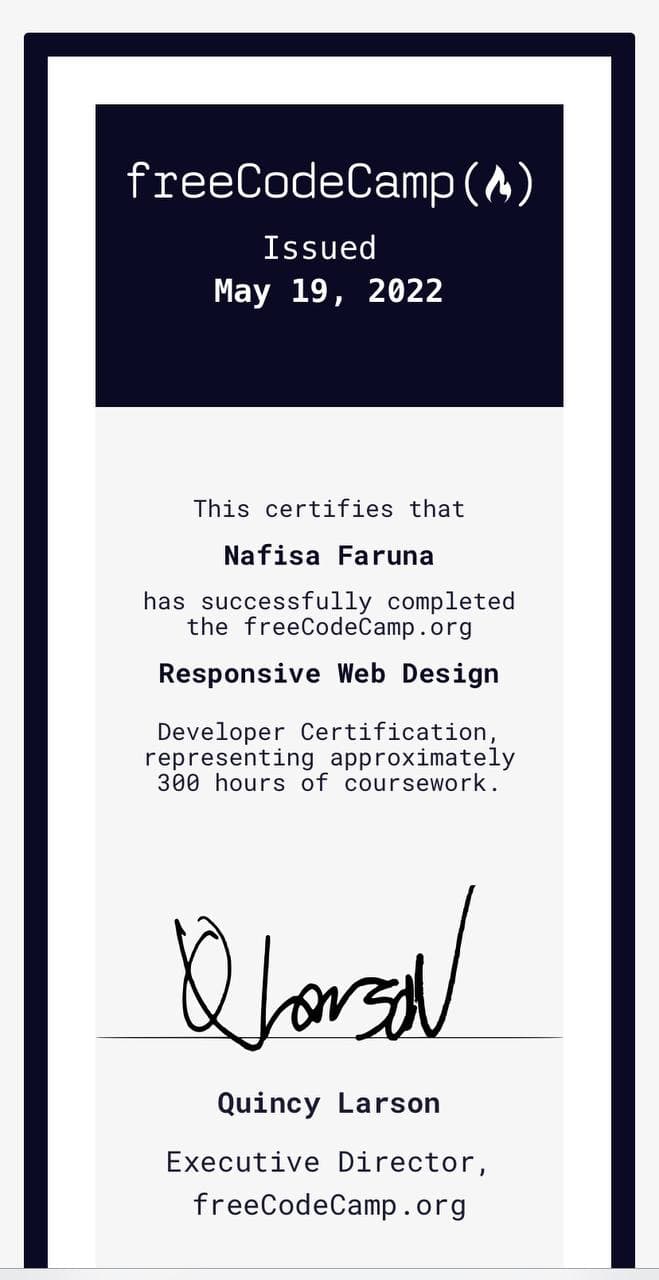 freeCodeCamp(🔥)
Issued
May 19, 2022
This certifies that
Nafisa Faruna
has successfully completed
the freeCodeCamp.org
Responsive Web Design
Developer Certification,
representing approximately
300 hours of coursework.
Q Larson
Quincy Larson
Executive Director,
freeCodeCamp.org